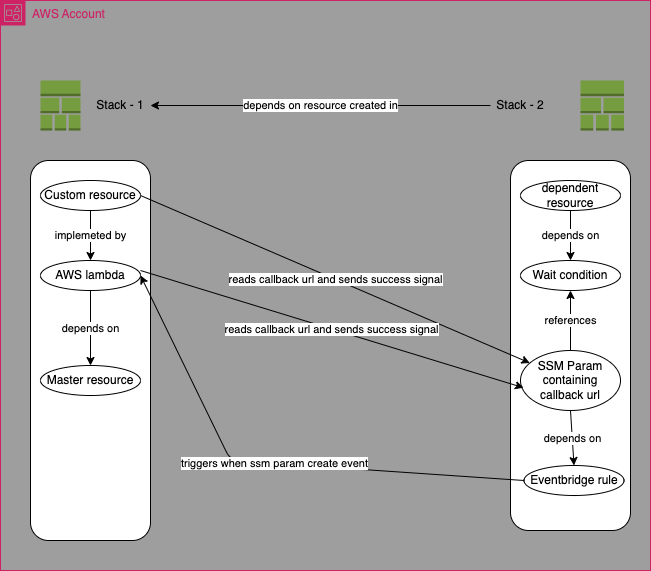 AWS Account
Stack - 1
depends on resource created in
Stack - 2
Custom resource
implemeted by
AWS lambda
depends on
Master resource
reads callback url and sends success signal
reads callback url and sends success signal
triggers when ssm param create event
dependent
resource
depends on
Wait condition
references
SSM Param
containing
callback url
depends on
Eventbridge rule